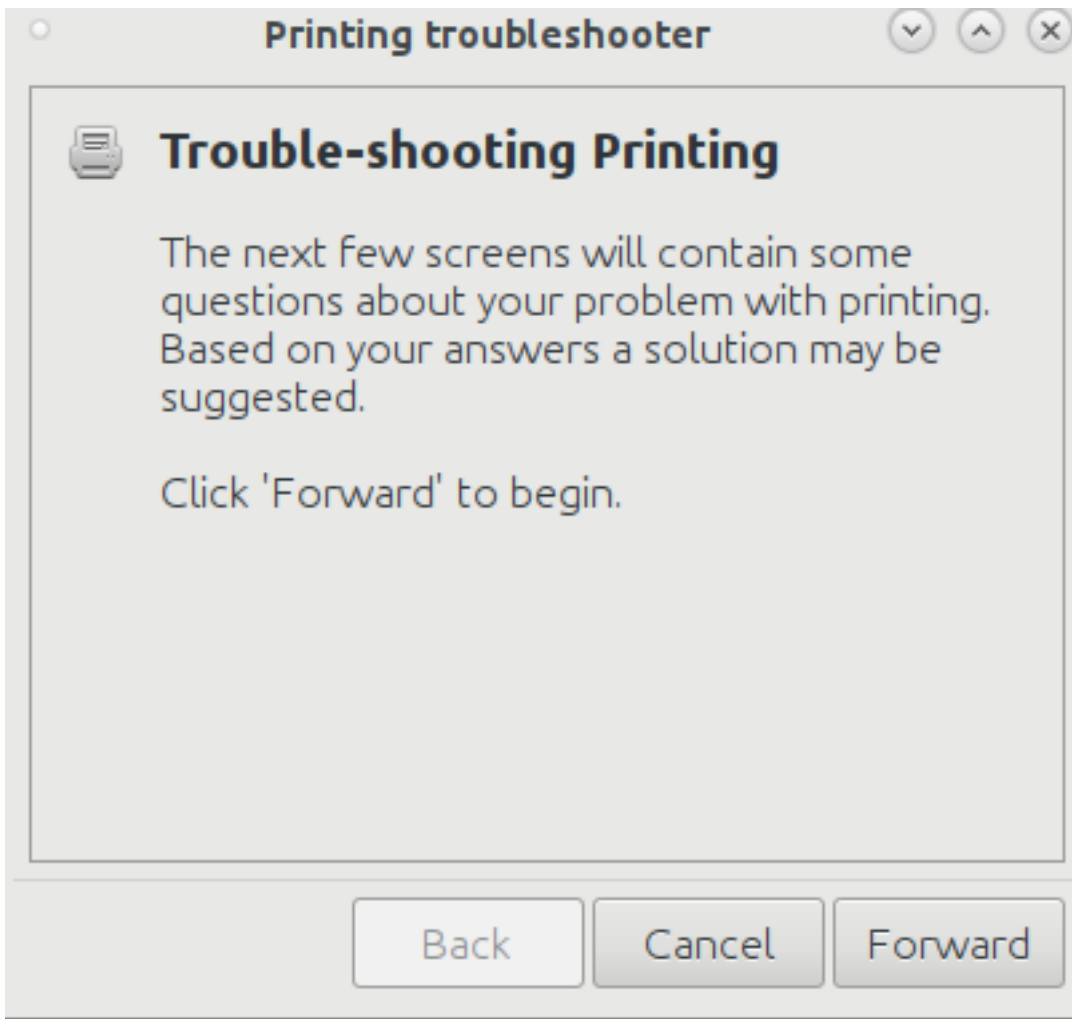 Printing troubleshooter
Trouble-shooting Printing
The next few screens will contain some
questions about your problem with printing.
Based on your answers a solution may be
suggested.
Click 'Forward' to begin.
Back Cancel Forward